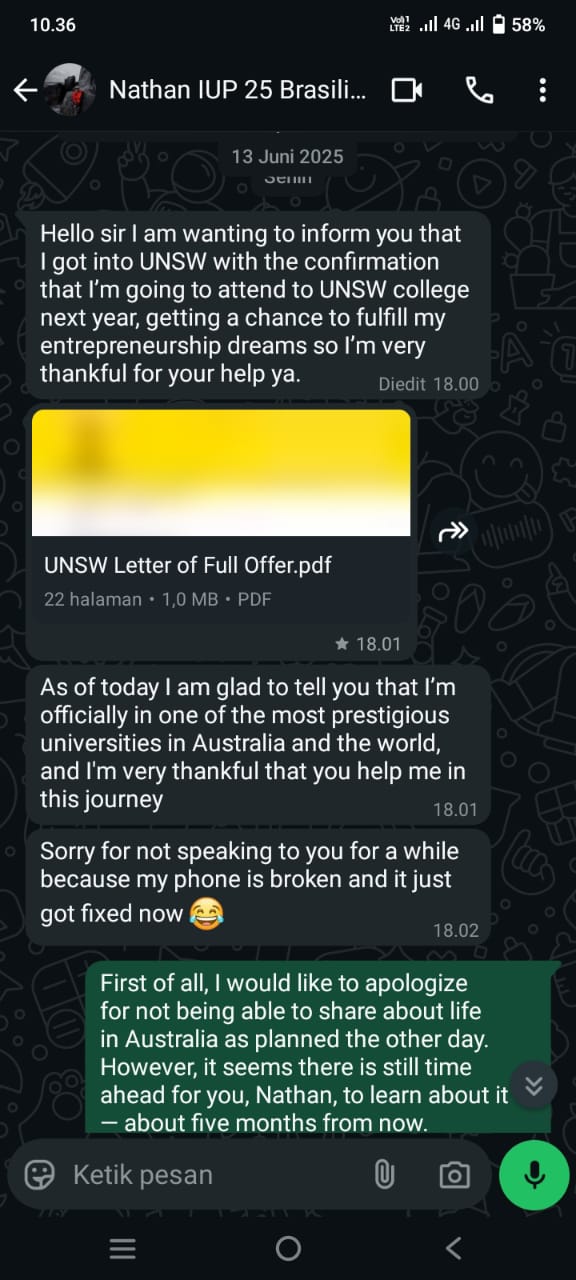 10.36
Vo))1
LTE2
4G
58%
Nathan IUP 25 Brasili...
13 Juni 2025
Senin
Hello sir I am wanting to inform you that
I got into UNSW with the confirmation
that I'm going to attend to UNSW college
next year, getting a chance to fulfill my
entrepreneurship dreams so I'm very
thankful for your help ya.
Diedit 18.00
UNSW Letter of Full Offer.pdf
22 halaman • 1,0 MB • PDF
★ 18.01
As of today I am glad to tell you that I'm
officially in one of the most prestigious
universities in Australia and the world,
and I'm very thankful that you help me in
this journey
18.01
Sorry for not speaking to you for a while
because my phone is broken and it just
got fixed now 😂
18.02
First of all, I would like to apologize
for not being able to share about life
in Australia as planned the other day.
However, it seems there is still time
ahead for you, Nathan, to learn about it
— about five months from now.
Ketik pesan